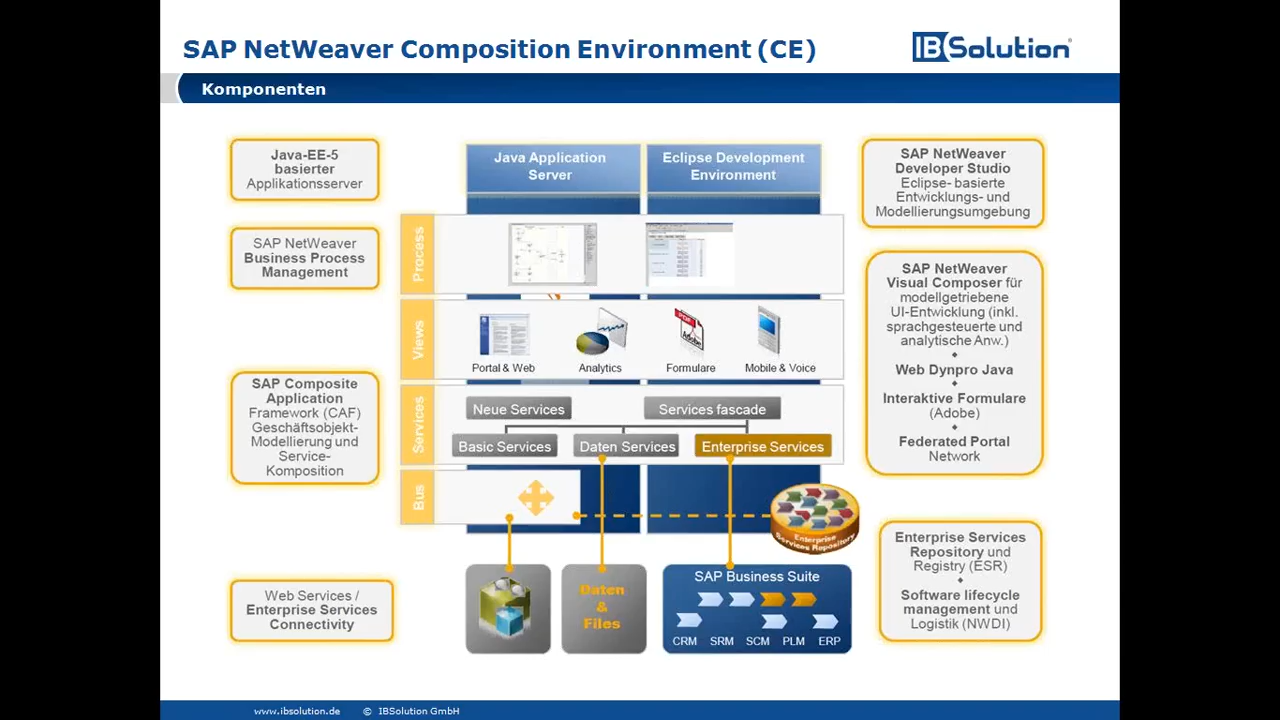 SAP NetWeaver Composition Environment (CE)
IBSolution
Komponenten
Java-EE-5
basierter
Applikationsserver
SAP NetWeaver
Business Process
Management
SAP Composite
Application
Framework (CAF)
Geschäftsobjekt-
Modellierung und
Service-
Komposition
Web Services /
Enterprise Services
Connectivity
Java Application
Server
Eclipse Development
Environment
Process
Views
Portal & Web
Analytics
Formulare
Mobile & Voice
Services
Neue Services
Services fascade
Basic Services
Daten Services
Enterprise Services
Bus
Enterprise
Services Repository
Daten
&
Files
SAP Business Suite
CRM SRM SCM PLM ERP
SAP NetWeaver
Developer Studio
Eclipse- basierte
Entwicklungs- und
Modellierungsumgebung
SAP NetWeaver
Visual Composer für
modellgetriebene
UI-Entwicklung (inkl.
sprachgesteuerte und
analytische Anw.)
Web Dynpro Java
Interaktive Formulare
(Adobe)
Federated Portal
Network
Enterprise Services
Repository und
Registry (ESR)
Software lifecycle
management und
Logistik (NWDI)
www.ibsolution.de © IBSolution GmbH